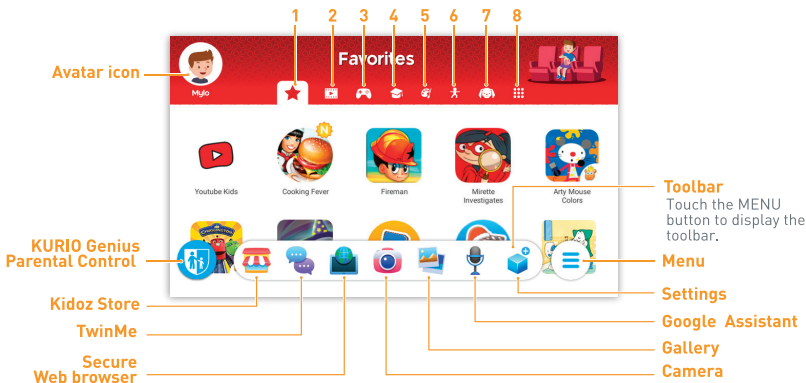 1 2 3 4 5 6 7 8
Favorites
Avatar icon
Mylo
N
Youtube Kids
Cooking Fever
Fireman
Mirette
Investigates
Arty Mouse
Colors
Toolbar
Touch the MENU
button to display the
toolbar.
KURIO Genius
Parental Control
Menu
Kidoz Store
Settings
TwinMe
Google Assistant
Secure
Web browser
Gallery
Camera